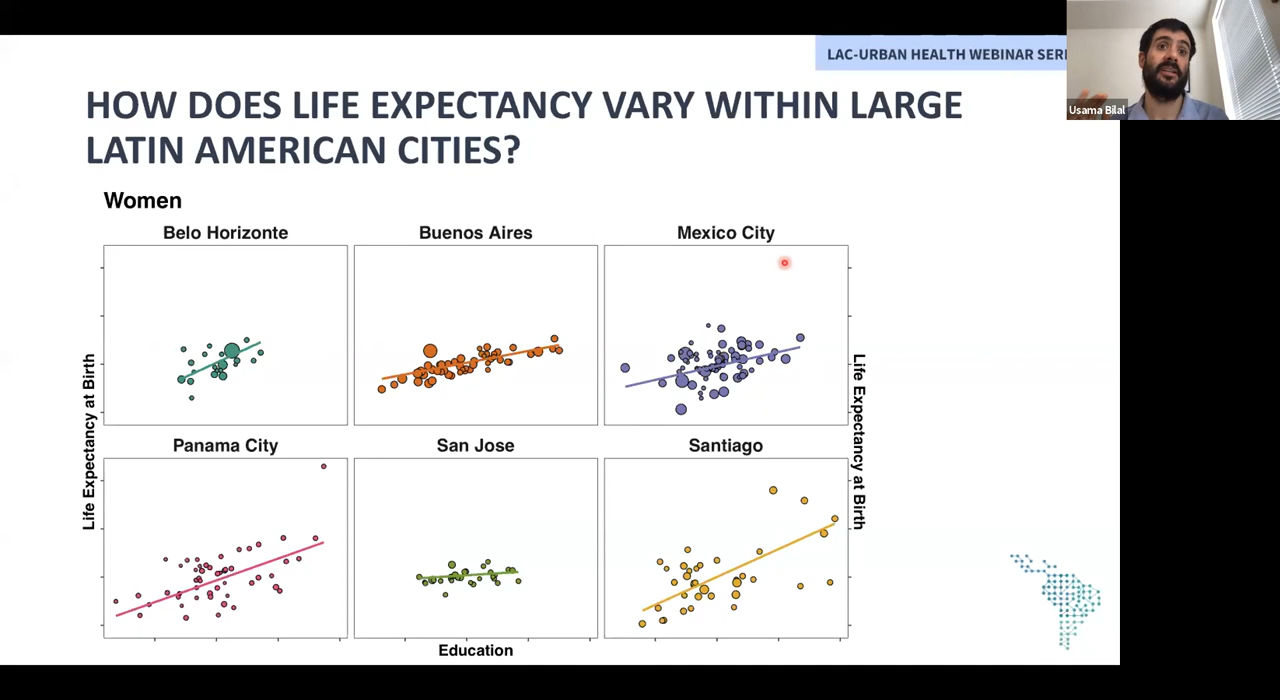 LAC-URBAN HEALTH WEBINAR SERI
Usama Bilal
HOW DOES LIFE EXPECTANCY VARY WITHIN LARGE
LATIN AMERICAN CITIES?
Women
Belo Horizonte
Buenos Aires
Mexico City
Life Expectancy at Birth
Life Expectancy at Birth
Panama City
San Jose
Santiago
Education